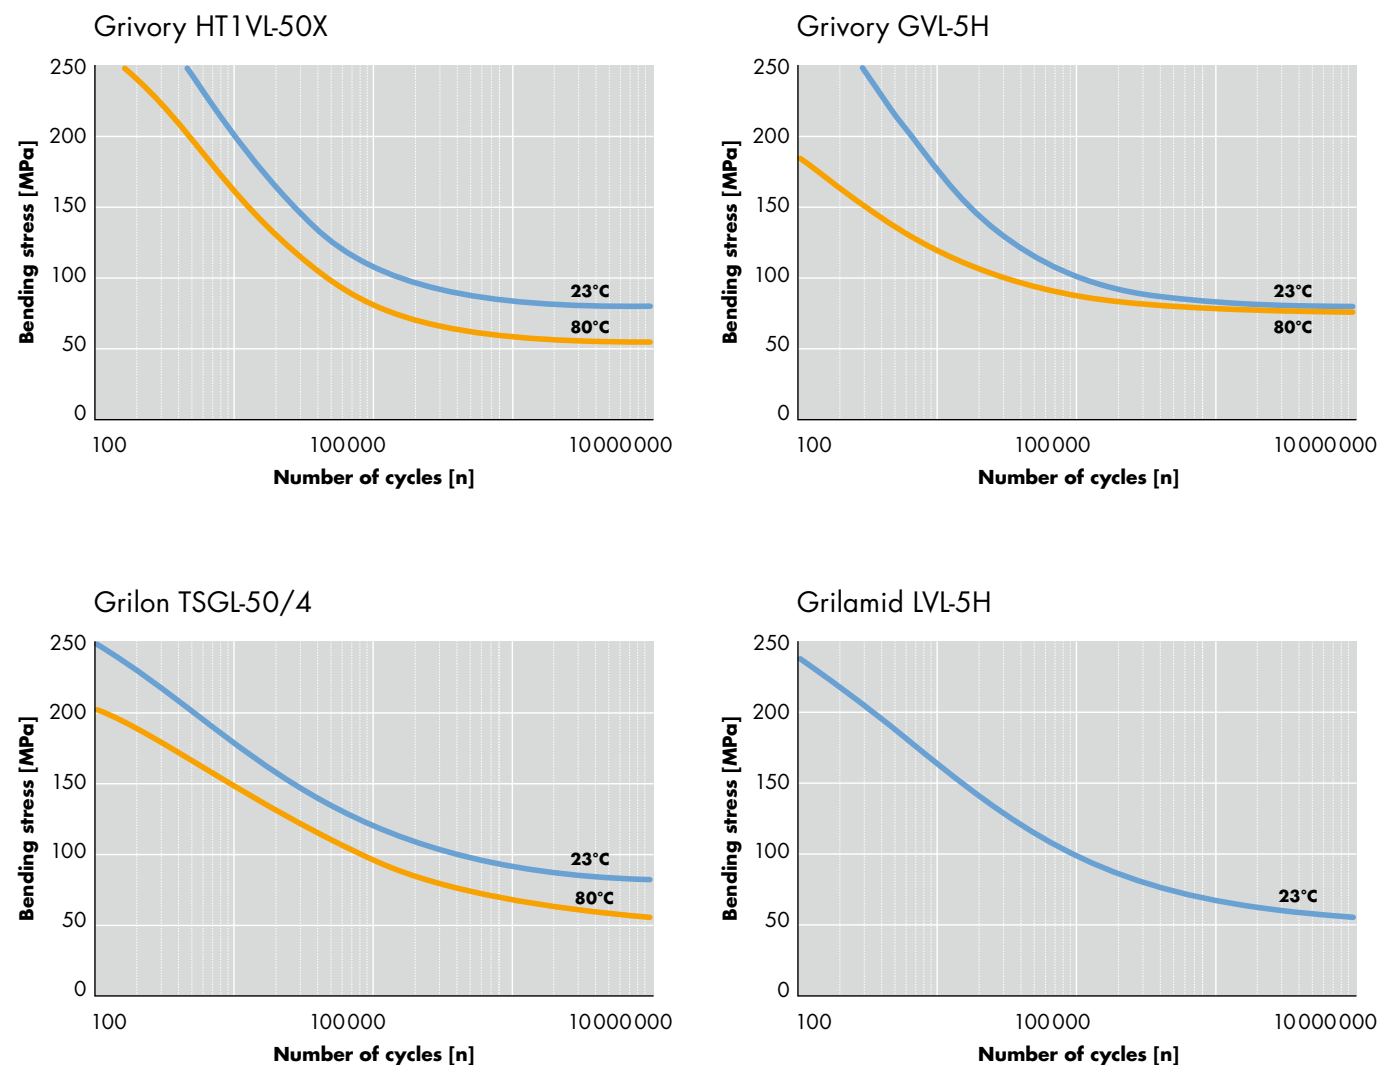 Grivory HT1VL-50X
250
200
150
100
50
0
Bending stress [MPa]
23°C
80°C
100 100000 10000000
Number of cycles [n]
Grivory GVL-5H
250
200
150
100
50
0
Bending stress [MPa]
23°C
80°C
100 100000 10000000
Number of cycles [n]
Grilon TSGL-50/4
250
200
150
100
50
0
Bending stress [MPa]
23°C
80°C
100 100000 10000000
Number of cycles [n]
Grilamid LVL-5H
250
200
150
100
50
0
Bending stress [MPa]
23°C
100 100000 10000000
Number of cycles [n]